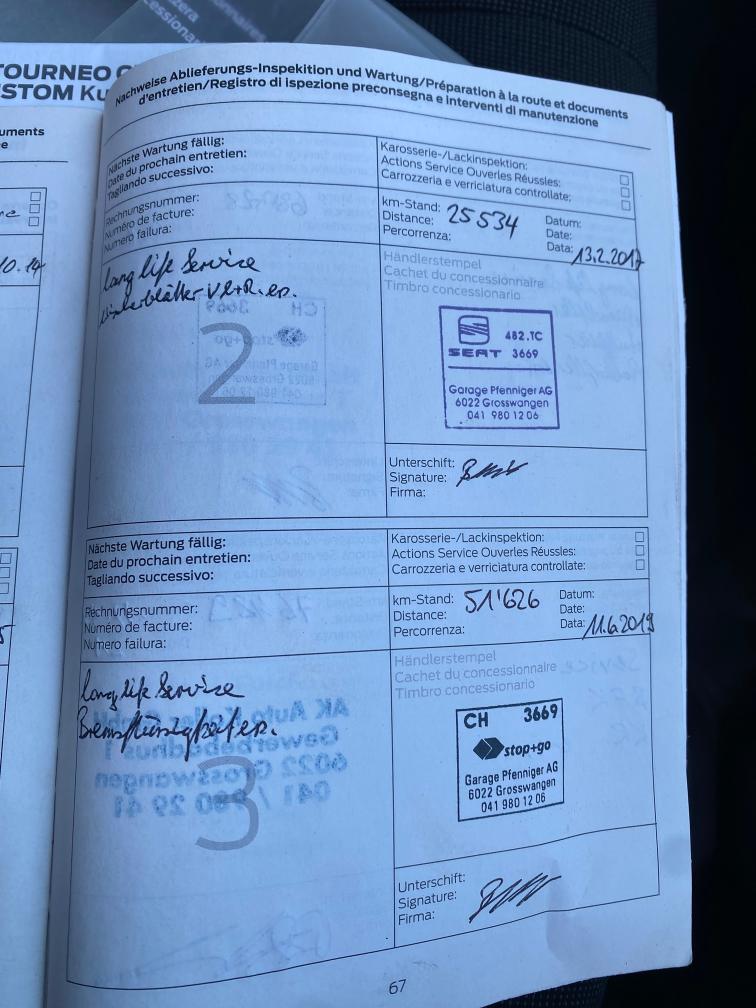 TOURNEO
STOM Ku
uments
Nachweise Ablieferungs-Inspekition und Wartung/Préparation à la route et documents
d'entretien/Registro di ispezione preconsegna e interventi di manutenzione
Nächste Wartung fällig:
Date du prochain entretien:
Tagliando successivo:
Karosserie-/Lackinspektion:
Actions Service Ouverles Réussles:
Carrozzeria e verriciatura controllate:
Rechnungsnummer:
Numéro de facture:
Numero failura:
km-Stand: 25534
Distance:
Percorrenza:
Datum:
Date:
Data: 13.2.2017
long life Service
2
Händlerstempel
Cachet du concessionnaire
Timbro concessionario
482.TC
SEAT 3669
Garage Pfenniger AG
6022 Grosswangen
041 980 12 06
Unterschift:
Signature:
Firma:
Nächste Wartung fällig:
Date du prochain entretien:
Tagliando successivo:
Karosserie-/Lackinspektion:
Actions Service Ouverles Réussles:
Carrozzeria e verriciatura controllate:
Rechnungsnummer:
Numéro de facture:
Numero failura:
km-Stand: 51'626
Distance:
Percorrenza:
Datum:
Date:
Data: 11.6.2019
long life Service
3
Händlerstempel
Cachet du concessionnaire
Timbro concessionario
CH 3669
stop+go
Garage Pfenniger AG
6022 Grosswangen
041 980 12 06
Unterschift:
Signature:
Firma:
67